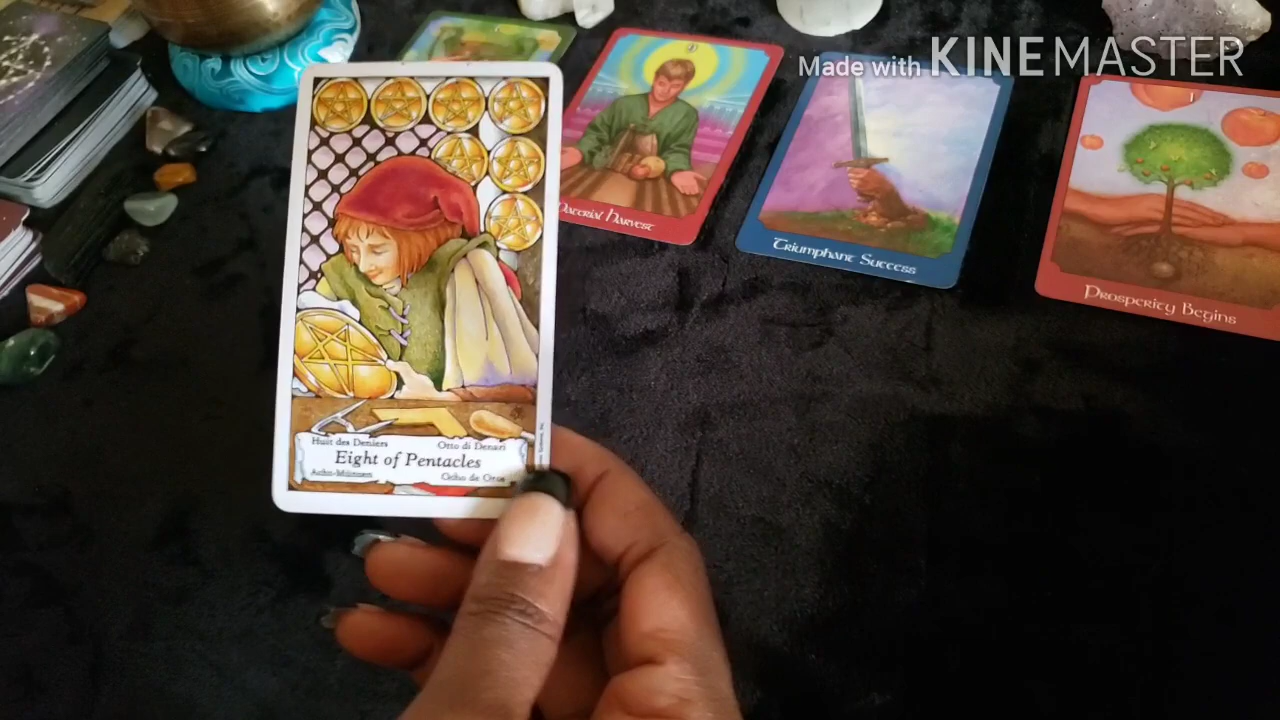 Made with KINEMASTER
Material Harvest
Triumphant Success
Prosperity Begins
Huit des Deniers
Otto di Denari
Eight of Pentacles
Acht-Münzen
Ocho de Oros